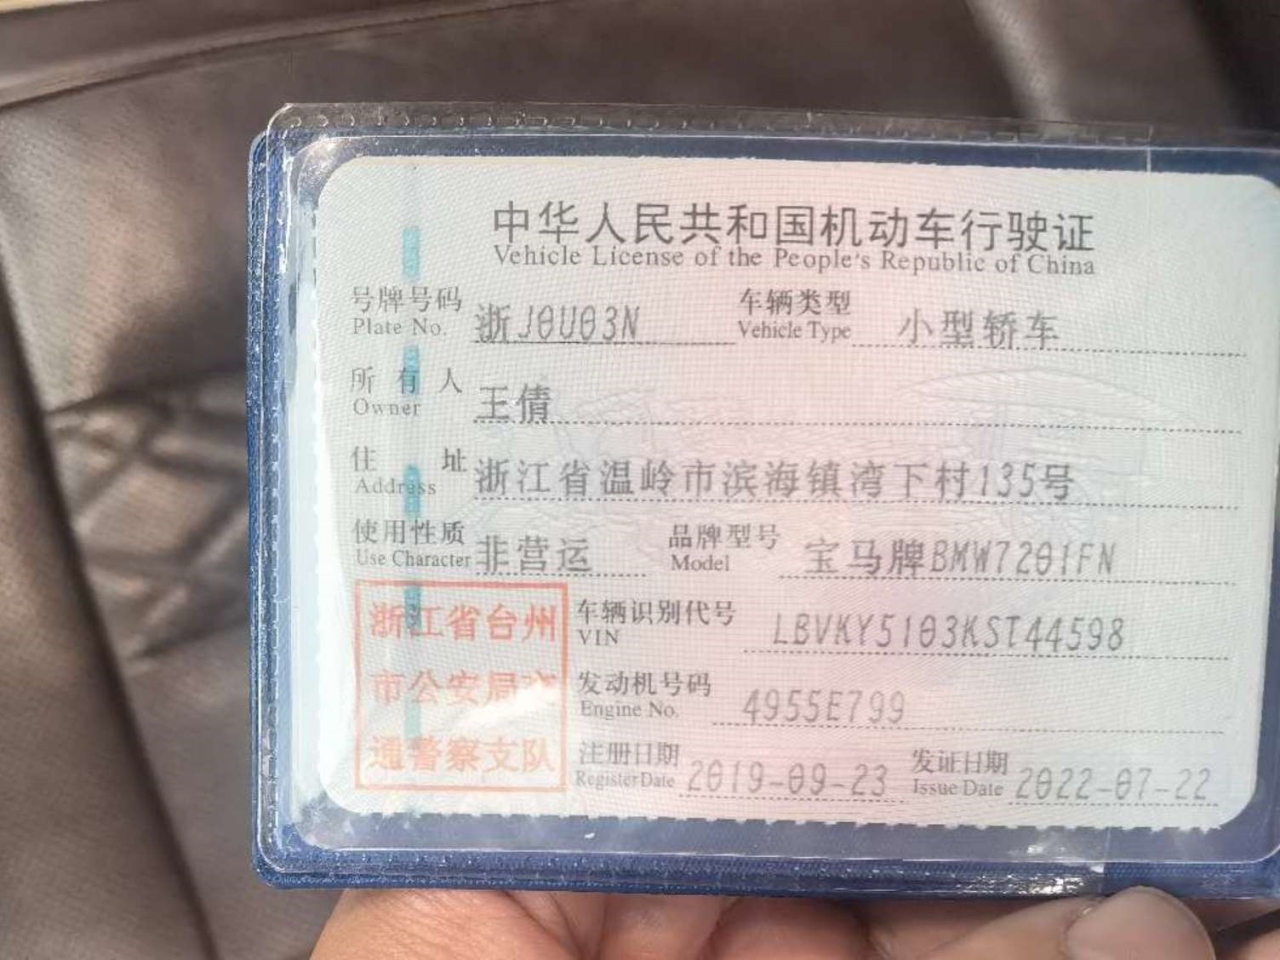 中华人民共和国机动车行驶证
Vehicle License of the People's Republic of China
号牌号码 浙J0U03N 车辆类型 小型轿车
Plate No. Vehicle Type
所有人 王倩
Owner
住址 浙江省温岭市滨海镇湾下村135号
Address
使用性质 非营运 品牌型号 宝马牌BMW7201FN
Use Character Model
浙江省台州 车辆识别代号 LBVKY5103KST44598
VIN
市公安局交 发动机号码 4955E799
Engine No.
通警察支队 注册日期 2019-09-23 发证日期 2022-07-22
Register Date Issue Date